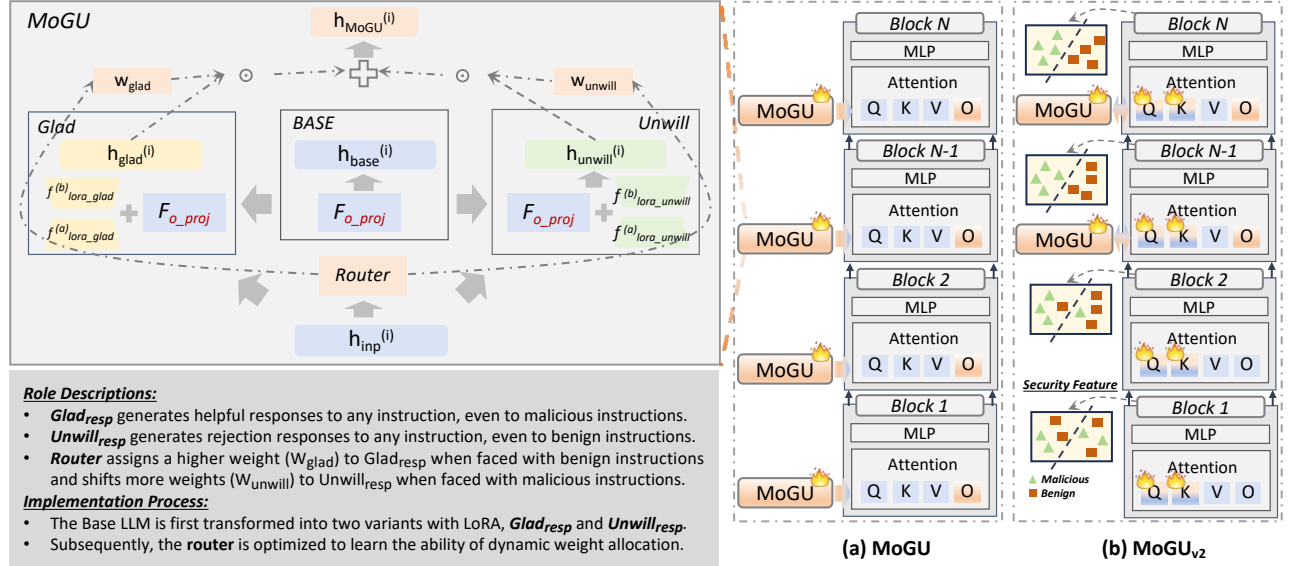 MoGU
h_MoGU^(i)
w_glad
⊙
⊙
w_unwill
Glad
BASE
Unwill
h_glad^(i)
h_base^(i)
h_unwill^(i)
f^(b)_lora_glad
f^(a)_lora_glad
+
F_o_proj
F_o_proj
F_o_proj
+
f^(b)_lora_unwill
f^(a)_lora_unwill
Router
h_inp^(i)
Role Descriptions:
• Glad_resp generates helpful responses to any instruction, even to malicious instructions.
• Unwill_resp generates rejection responses to any instruction, even to benign instructions.
• Router assigns a higher weight (W_glad) to Glad_resp when faced with benign instructions
and shifts more weights (W_unwill) to Unwill_resp when faced with malicious instructions.
Implementation Process:
• The Base LLM is first transformed into two variants with LoRA, Glad_resp and Unwill_resp.
• Subsequently, the router is optimized to learn the ability of dynamic weight allocation.
Block N
MLP
Attention
MoGU
Q K V O
Block N-1
MLP
Attention
MoGU
Q K V O
Block 2
MLP
Attention
MoGU
Q K V O
Block 1
MLP
Attention
MoGU
Q K V O
(a) MoGU
Block N
MLP
Attention
MoGU
Q K V O
Block N-1
MLP
Attention
MoGU
Q K V O
Block 2
MLP
Attention
Q K V O
Security Feature
Block 1
MLP
Attention
Malicious
Benign
Q K V O
(b) MoGU_v2